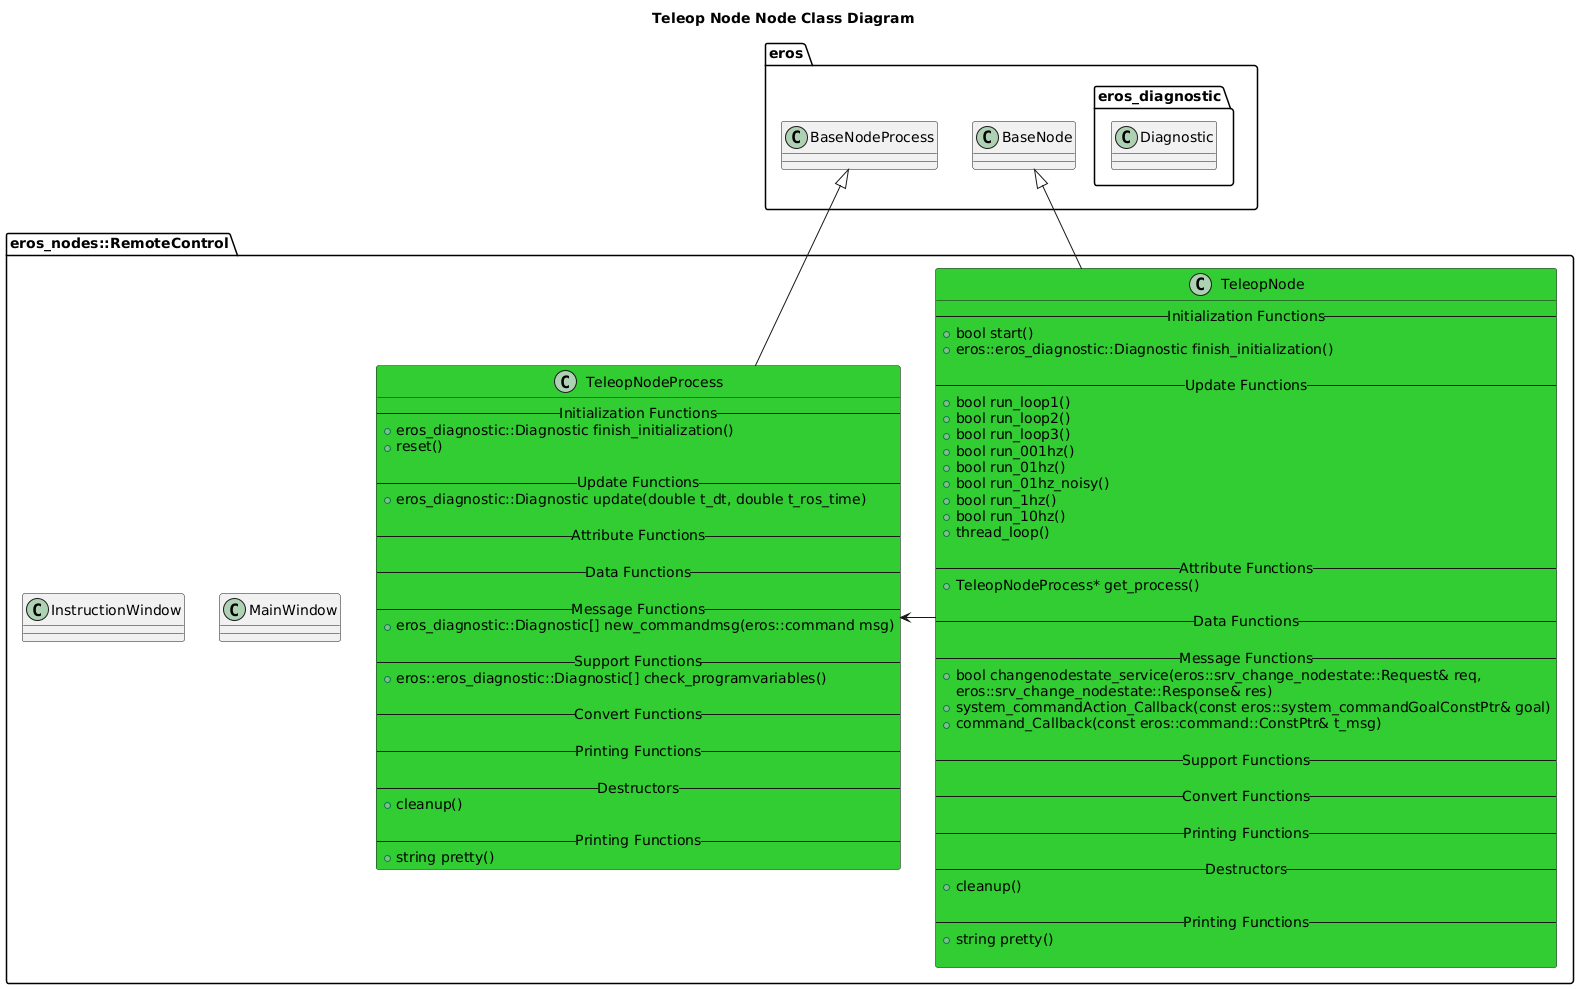 Teleop Node Node Class Diagram
eros
eros_diagnostic
C BaseNodeProcess
C BaseNode
C Diagnostic
eros_nodes::RemoteControl
C InstructionWindow
C MainWindow
C TeleopNodeProcess
Initialization Functions
eros_diagnostic::Diagnostic finish_initialization()
reset()
Update Functions
eros_diagnostic::Diagnostic update(double t_dt, double t_ros_time)
Attribute Functions
Data Functions
Message Functions
eros_diagnostic::Diagnostic[] new_commandmsg(eros::command msg)
Support Functions
eros::eros_diagnostic::Diagnostic[] check_programvariables()
Convert Functions
Printing Functions
Destructors
cleanup()
Printing Functions
string pretty()
C TeleopNode
Initialization Functions
bool start()
eros::eros_diagnostic::Diagnostic finish_initialization()
Update Functions
bool run_loop1()
bool run_loop2()
bool run_loop3()
bool run_001hz()
bool run_01hz()
bool run_01hz_noisy()
bool run_1hz()
bool run_10hz()
thread_loop()
Attribute Functions
TeleopNodeProcess* get_process()
Data Functions
Message Functions
bool changenodestate_service(eros::srv_change_nodestate::Request& req,
eros::srv_change_nodestate::Response& res)
system_commandAction_Callback(const eros::system_commandGoalConstPtr& goal)
command_Callback(const eros::command::ConstPtr& t_msg)
Support Functions
Convert Functions
Printing Functions
Destructors
cleanup()
Printing Functions
string pretty()